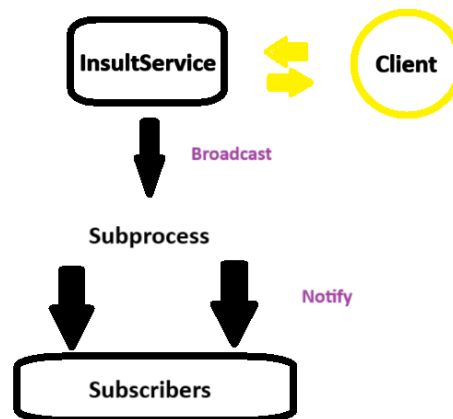 InsultService
Client
Broadcast
Subprocess
Notify
Subscribers